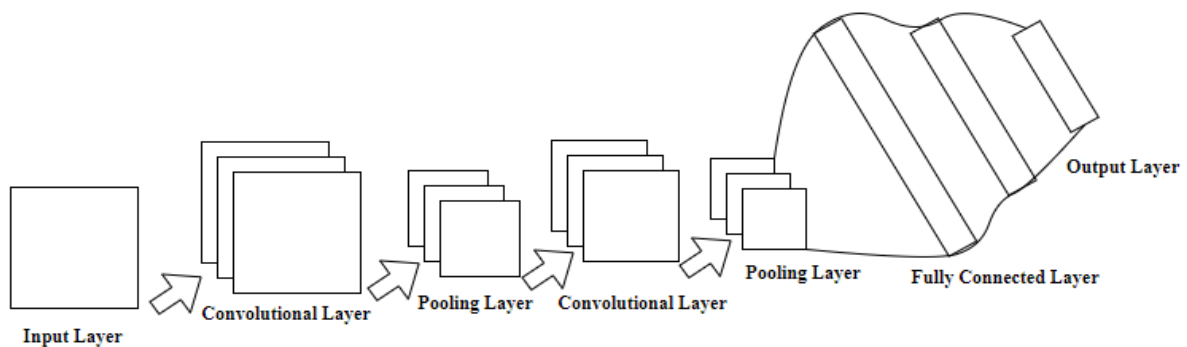 Input Layer
Convolutional Layer
Pooling Layer
Convolutional Layer
Pooling Layer
Fully Connected Layer
Output Layer